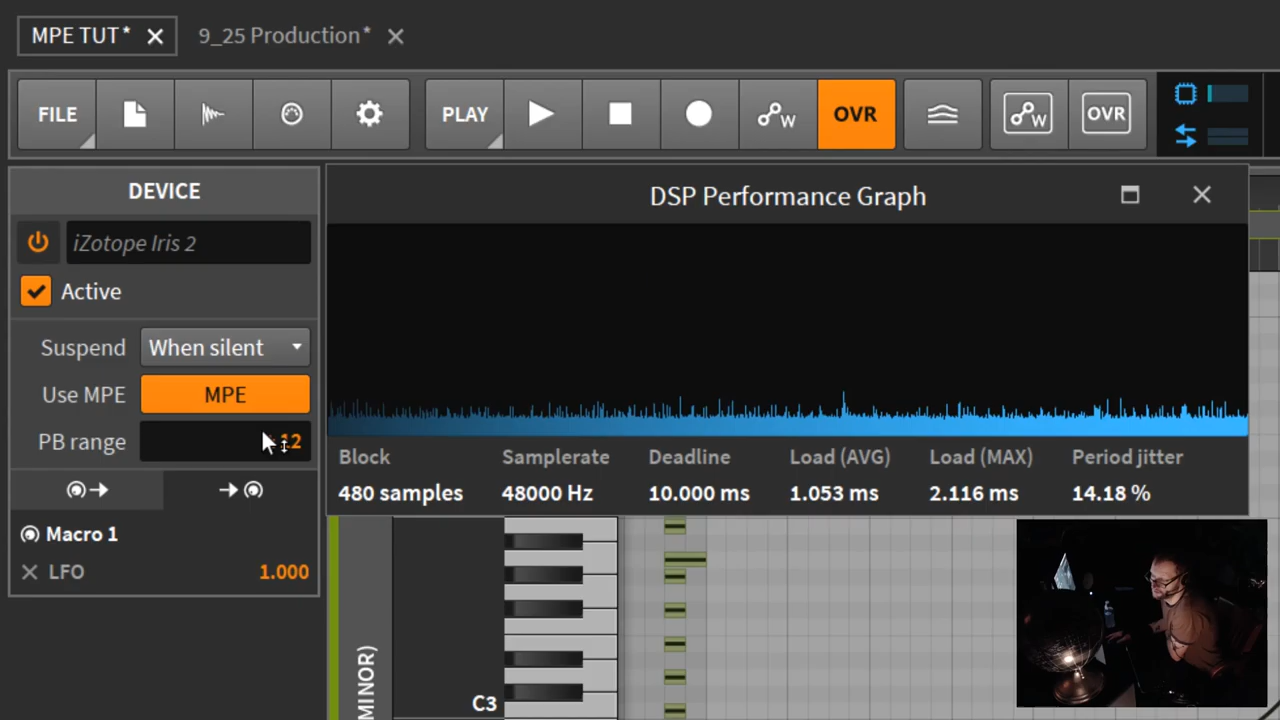 MPE TUT*
9_25 Production*
FILE
PLAY
W
OVR
W
OVR
DEVICE
iZotope Iris 2
Active
Suspend When silent
Use MPE MPE
PB range 12
Macro 1
LFO 1.000
DSP Performance Graph
Block Samplerate Deadline Load (AVG) Load (MAX) Period jitter
480 samples 48000 Hz 10.000 ms 1.053 ms 2.116 ms 14.18 %
MINOR)
C3